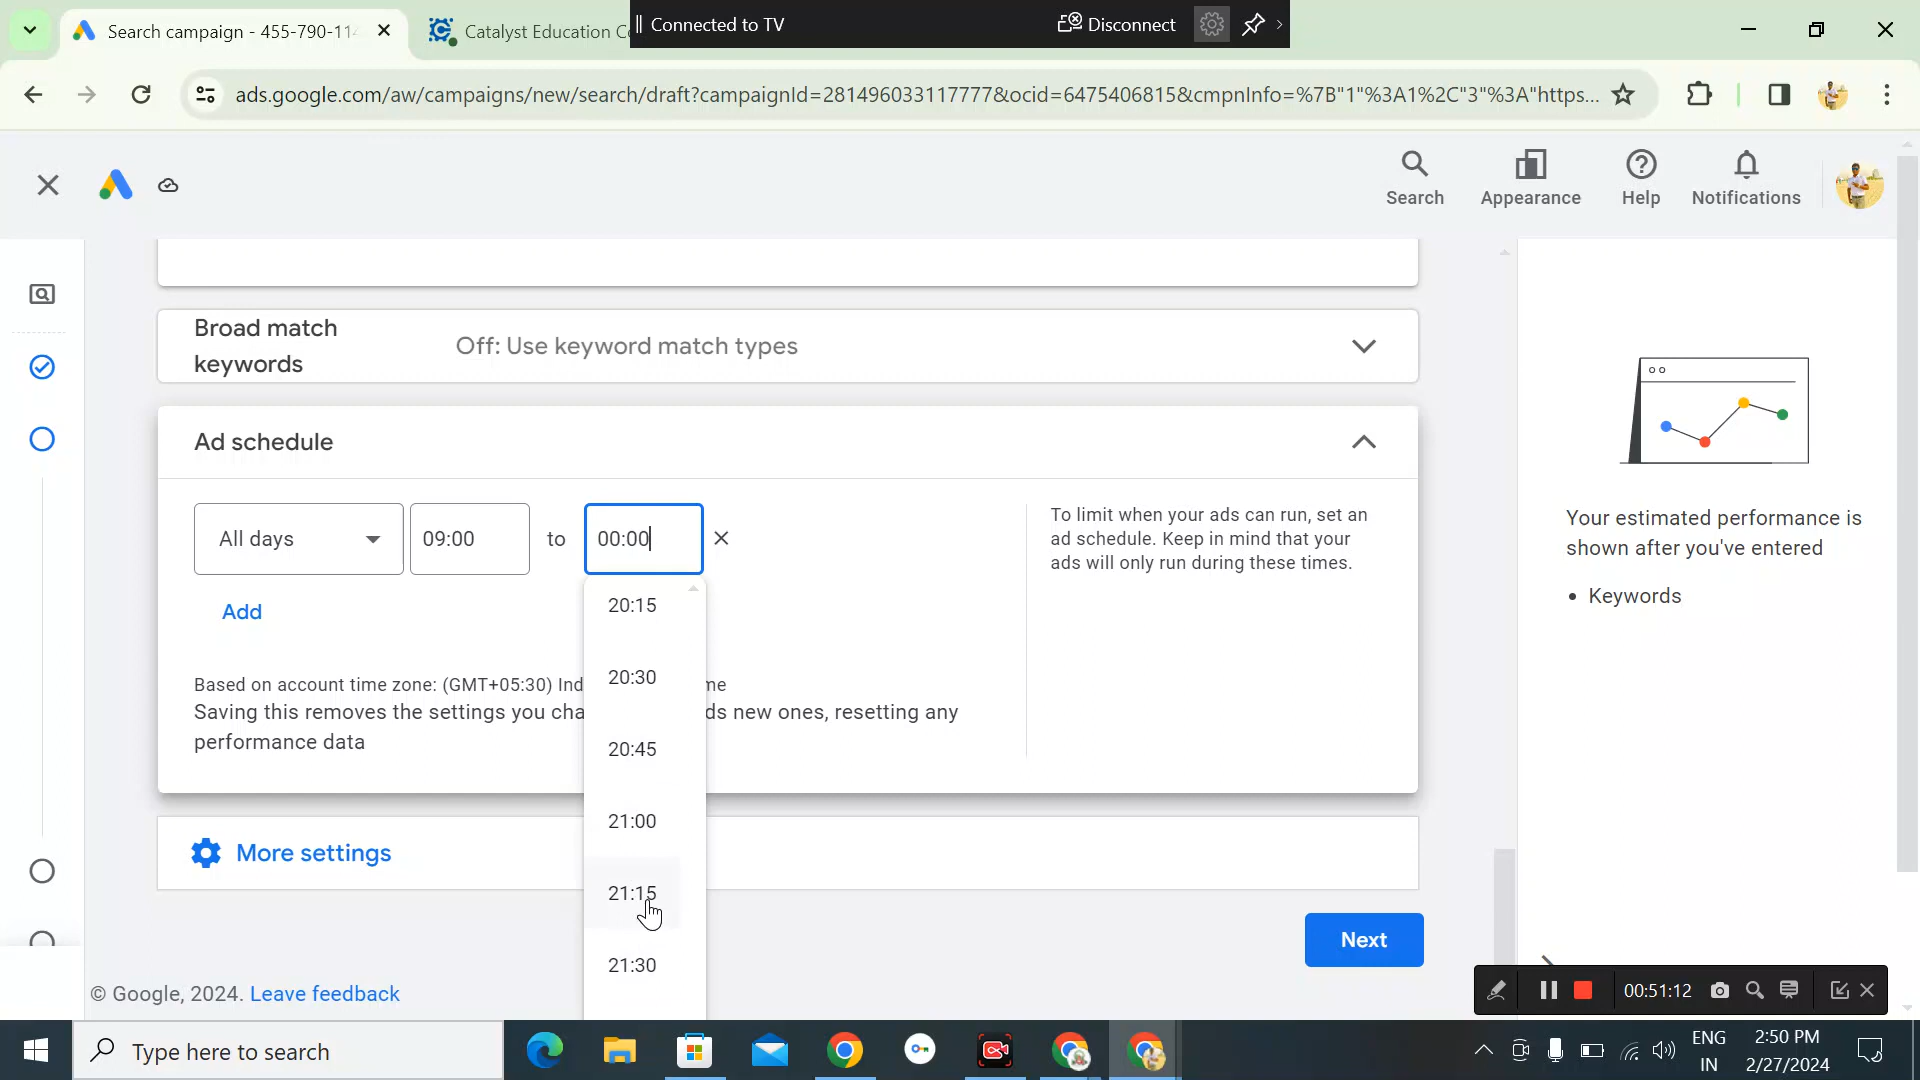 Search campaign - 455-790-114
Catalyst Education Co
Connected to TV
Disconnect
ads.google.com/aw/campaigns/new/search/draft?campaignId=281496033117777&ocid=6475406815&cmpnInfo=%7B"1"%3A1%2C"3"%3A"https...
Search
Appearance
Help
Notifications
Broad match
keywords
Off: Use keyword match types
Ad schedule
All days
09:00
to
00:00
To limit when your ads can run, set an
ad schedule. Keep in mind that your
ads will only run during these times.
Add
20:15
20:30
20:45
21:00
21:15
21:30
Based on account time zone: (GMT+05:30) Ind me
Saving this removes the settings you cha ds new ones, resetting any
performance data
More settings
Next
© Google, 2024. Leave feedback
Your estimated performance is
shown after you've entered
• Keywords
00:51:12
Type here to search
ENG
IN
2:50 PM
2/27/2024